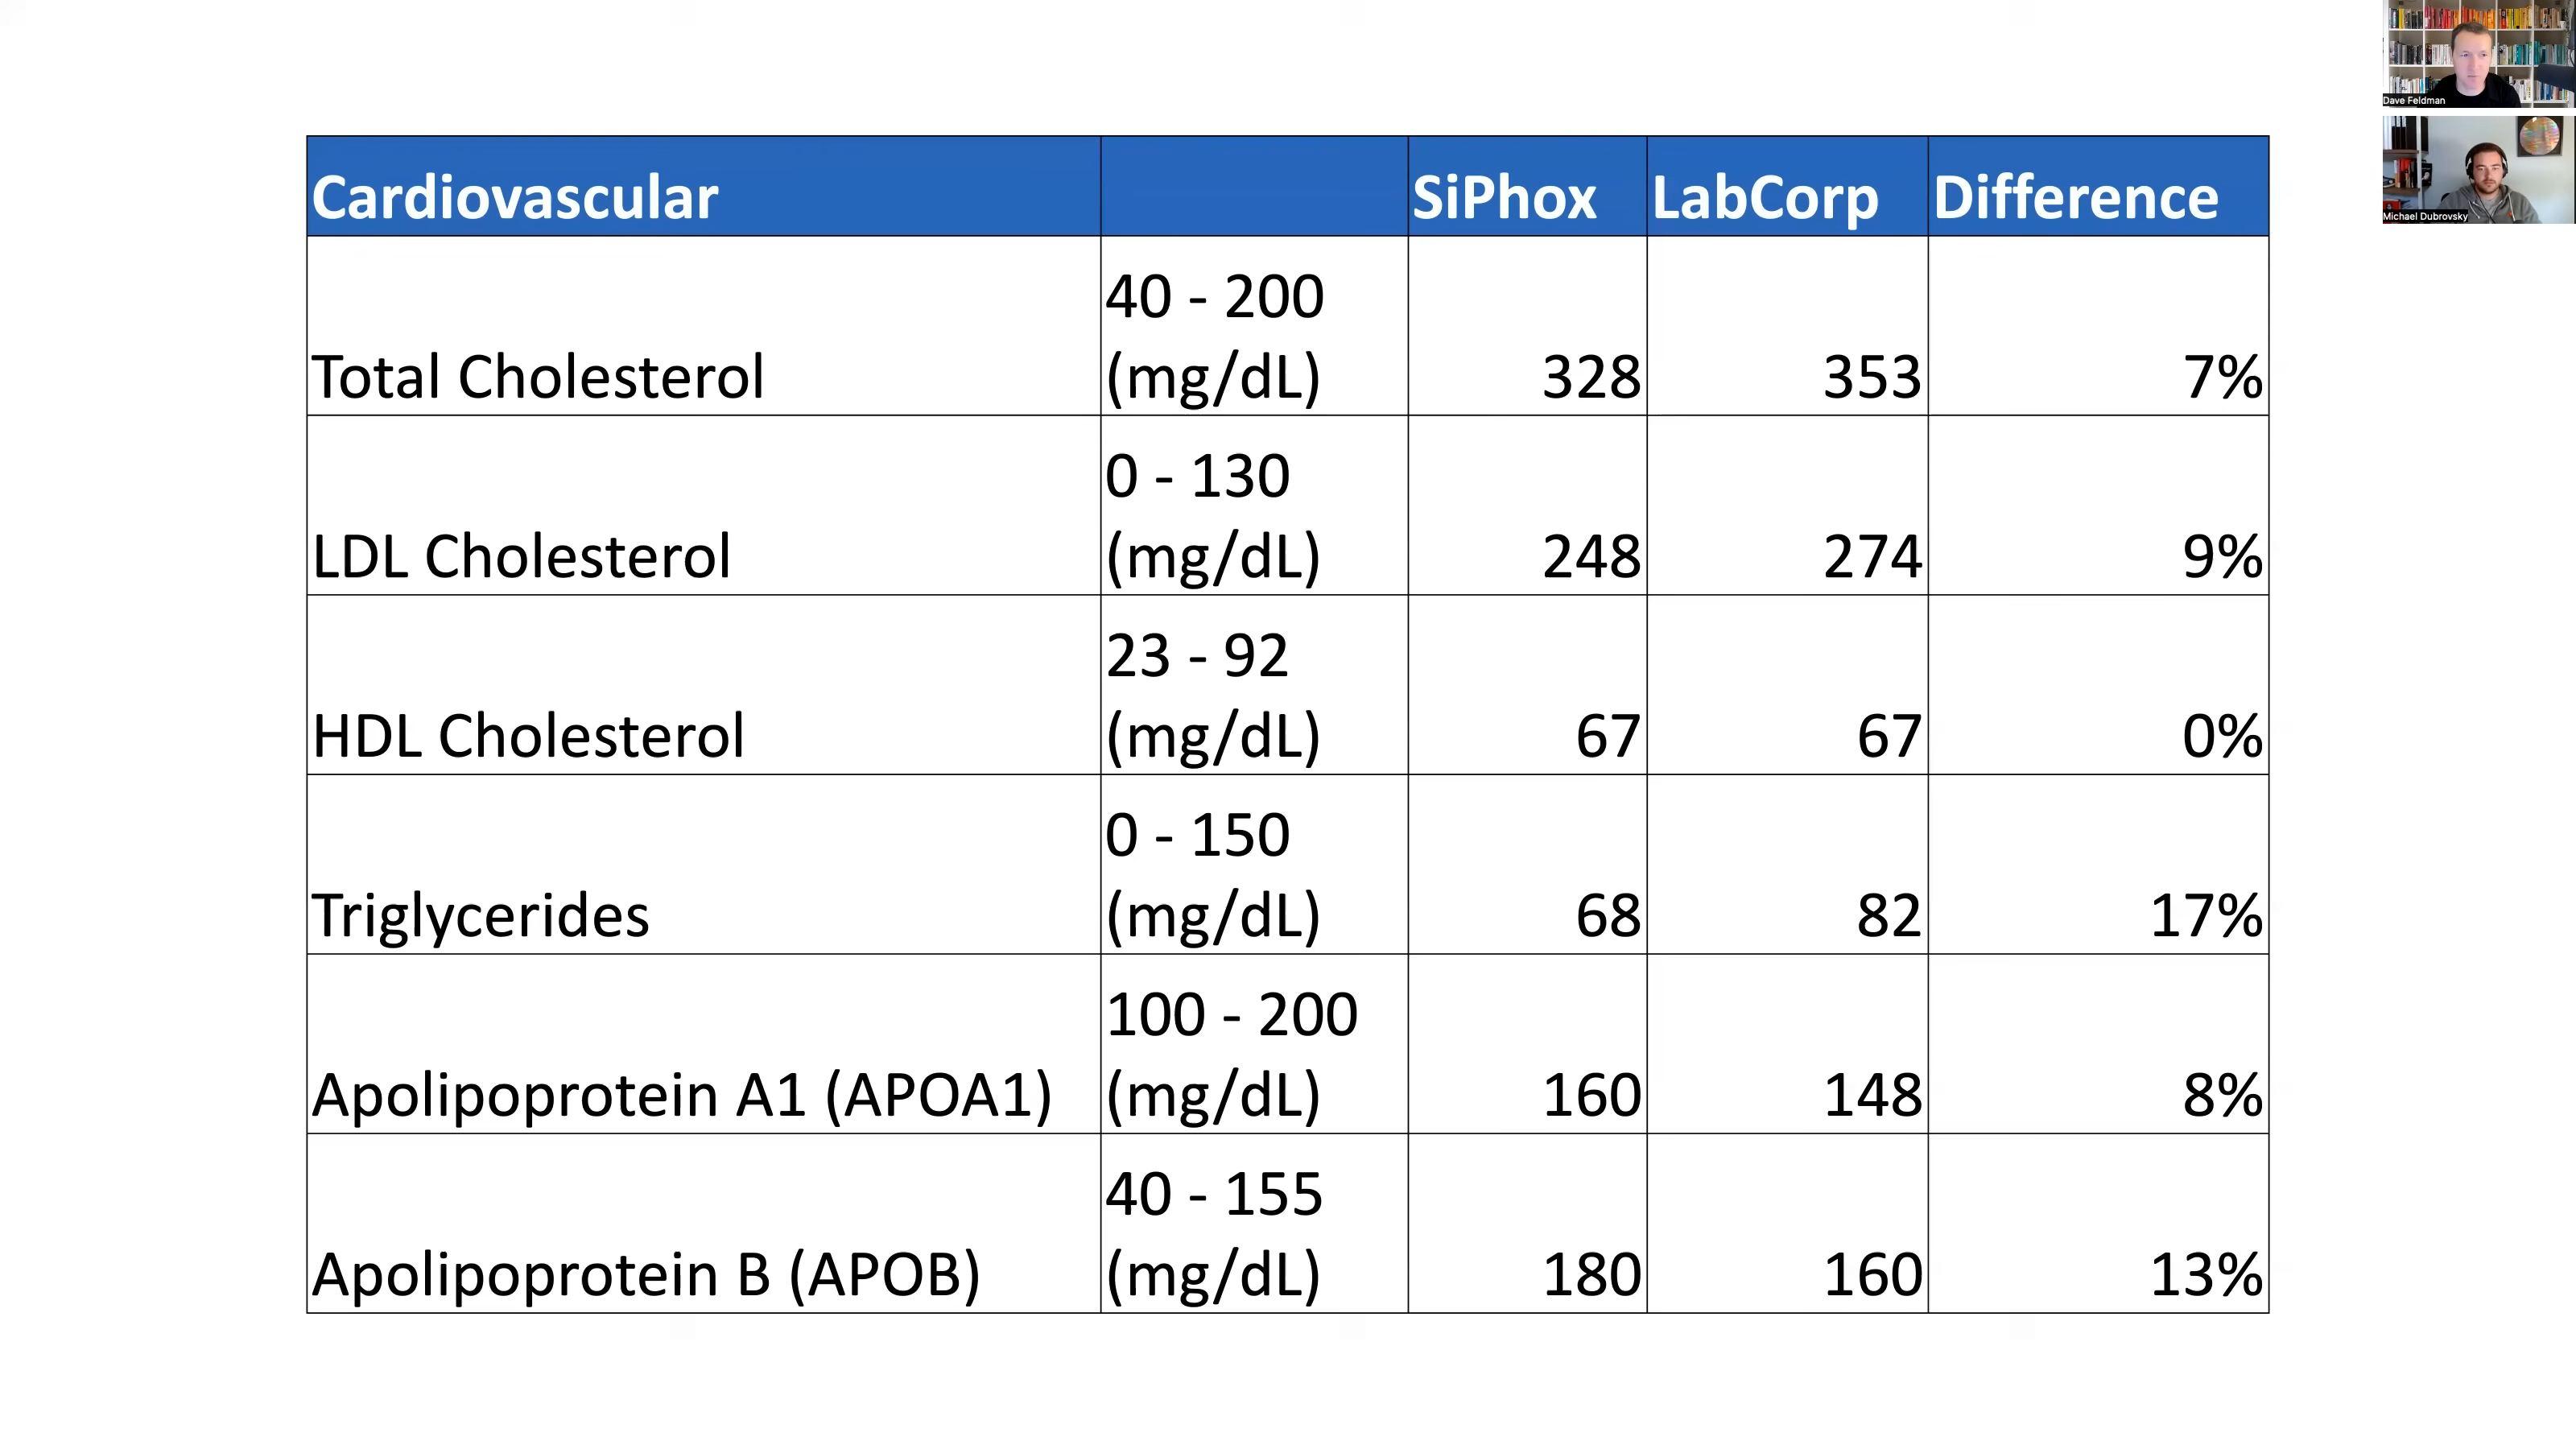 Dave Feldman
Michael Dubrovsky
Cardiovascular SiPhox LabCorp Difference
Total Cholesterol 40 - 200 (mg/dL) 328 353 7%
LDL Cholesterol 0 - 130 (mg/dL) 248 274 9%
HDL Cholesterol 23 - 92 (mg/dL) 67 67 0%
Triglycerides 0 - 150 (mg/dL) 68 82 17%
Apolipoprotein A1 (APOA1) 100 - 200 (mg/dL) 160 148 8%
Apolipoprotein B (APOB) 40 - 155 (mg/dL) 180 160 13%